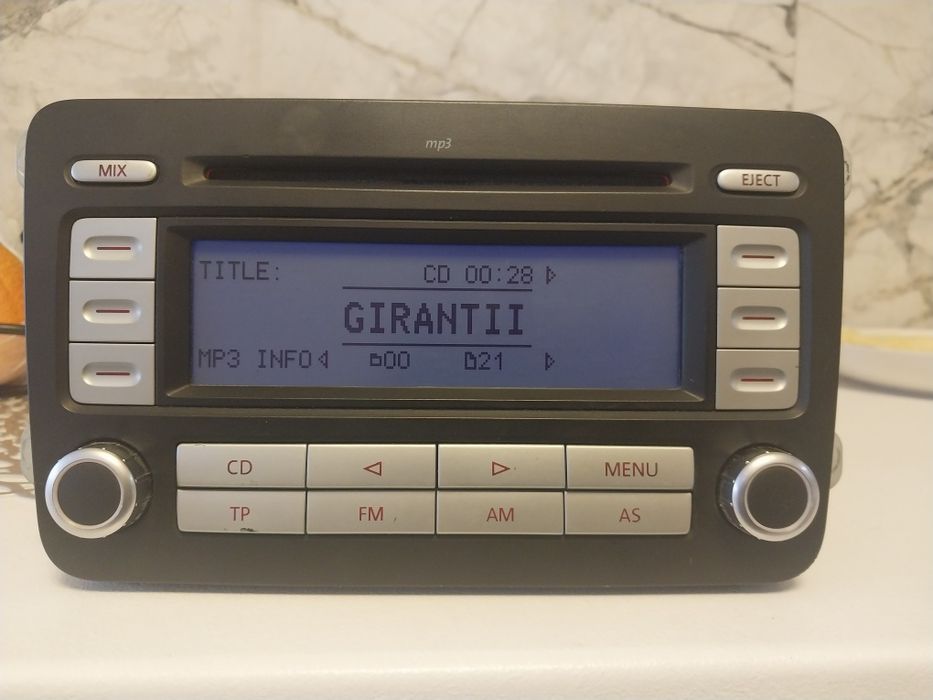 mp3
MIX
EJECT
TITLE: CD 00:28
GIRANTII
MP3 INFO 00 21
CD MENU
TP FM AM AS